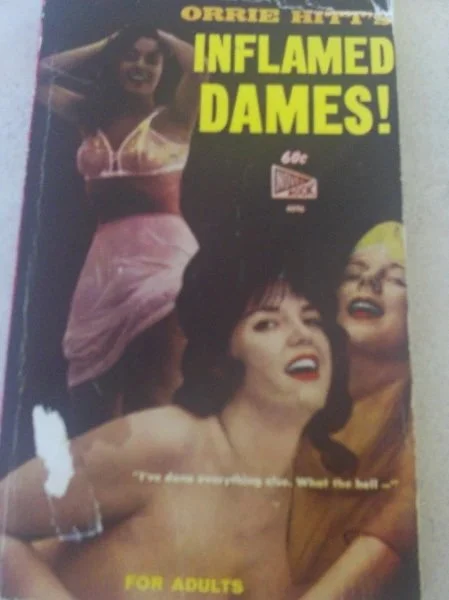 ORRIE HITT'S
INFLAMED
DAMES!
60¢
"I've done everything else. What the hell —"
FOR ADULTS